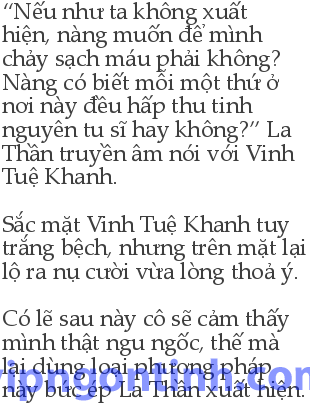 “Nếu như ta không xuất
hiện, nàng muốn để mình
chảy sạch máu phải không?
Nàng có biết mỗi một thứ ở
nơi này đều hấp thu tinh
nguyên tu sĩ hay không?” La
Thần truyền âm nói với Vinh
Tuệ Khanh.
Sắc mặt Vinh Tuệ Khanh tuy
trắng bệch, nhưng trên mặt lại
lộ ra nụ cười vừa lòng thoả ý.
Có lẽ sau này cô sẽ cảm thấy
mình thật ngu ngốc, thế mà
lại dùng loại phương pháp
này bức ép La Thần xuất hiện.
vipngontinh.com